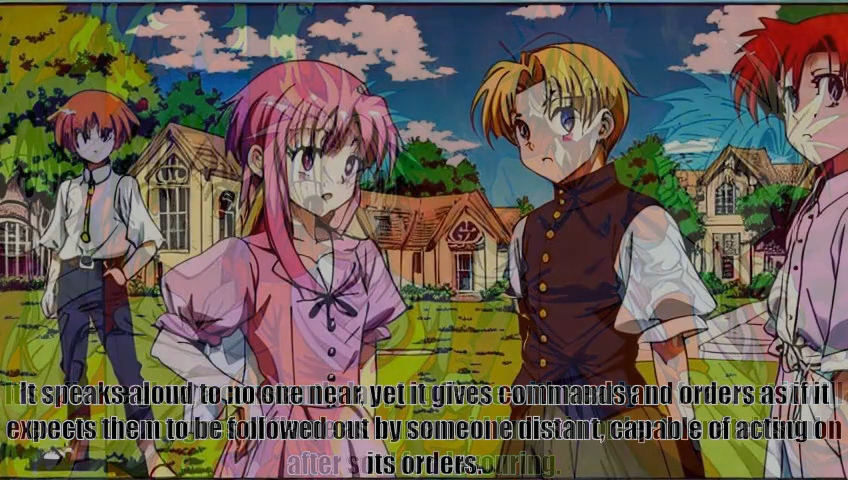 It speaks aloud to no one near, yet it gives commands and orders as if it
expects them to be followed out by someone distant, capable of acting on
after its orders.